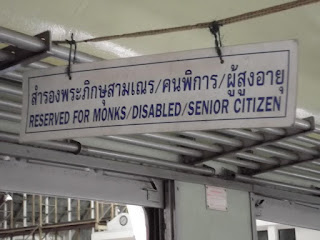 สำรองพระภิกษุสามเณร/คนพิการ/ผู้สูงอายุ
RESERVED FOR MONKS/DISABLED/SENIOR CITIZEN